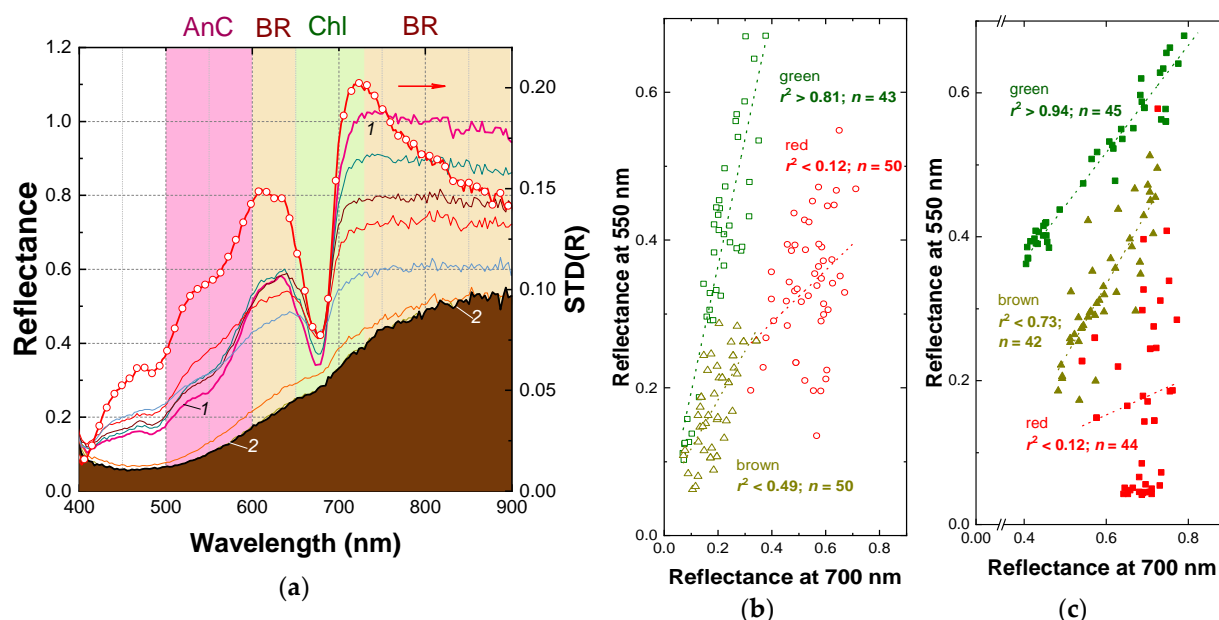 AnC BR Chl BR
1.2
1.0
0.8
0.6
0.4
0.2
0.0
Reflectance
0.20
0.15
0.10
0.05
0.00
STD(R)
1
1
2
2
400 500 600 700 800 900
Wavelength (nm)
(a)
0.6
0.4
0.2
0.0
Reflectance at 550 nm
green
r² > 0.81; n = 43
red
r² < 0.12; n = 50
brown
r² < 0.49; n = 50
0.0 0.2 0.4 0.6 0.8
Reflectance at 700 nm
(b)
0.6
0.4
0.2
0.0
Reflectance at 550 nm
green
r² > 0.94; n = 45
brown
r² < 0.73;
n = 42
red
r² < 0.12; n = 44
0.00 0.4 0.6 0.8
Reflectance at 700 nm
(c)